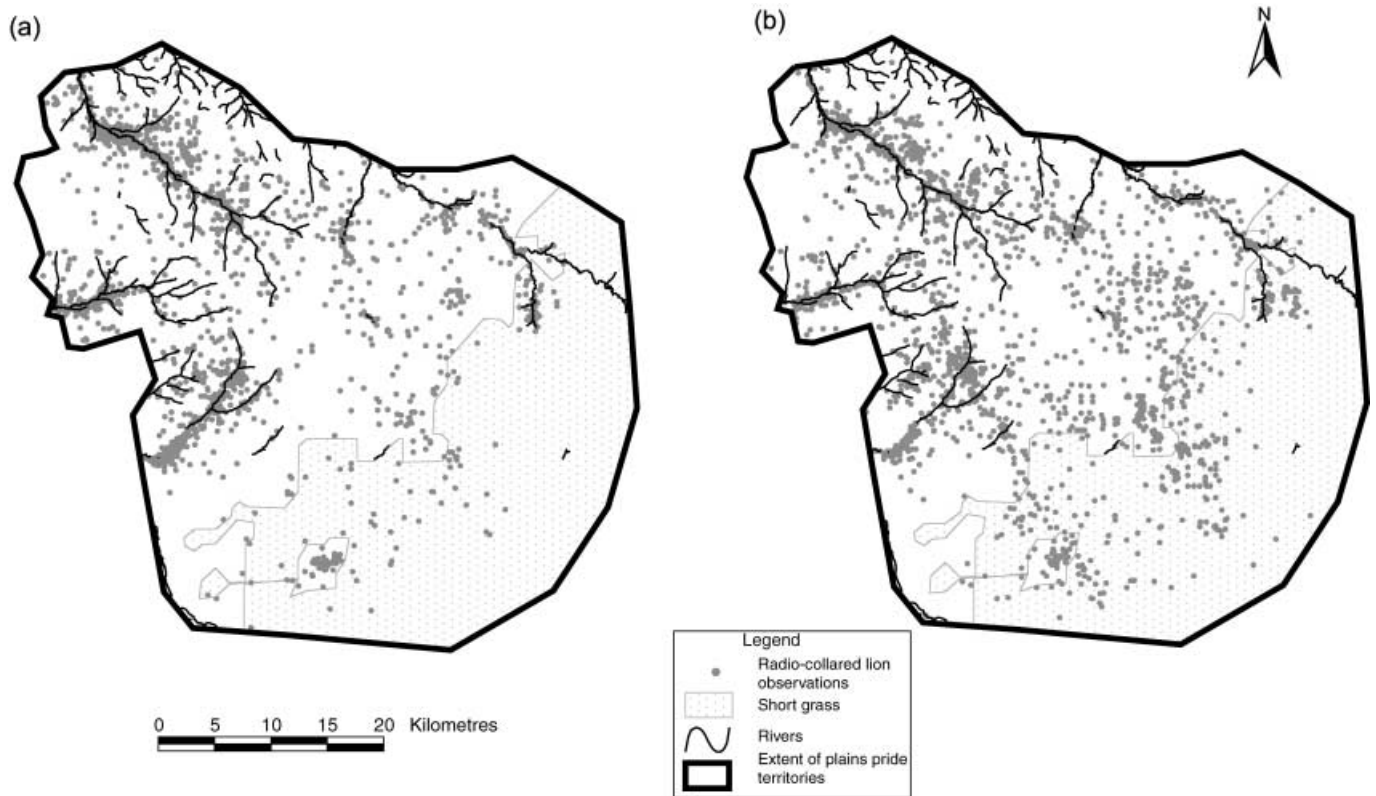 (a)
(b)
N
Legend
Radio-collared lion
observations
Short grass
Rivers
Extent of plains pride
territories
0 5 10 15 20 Kilometres